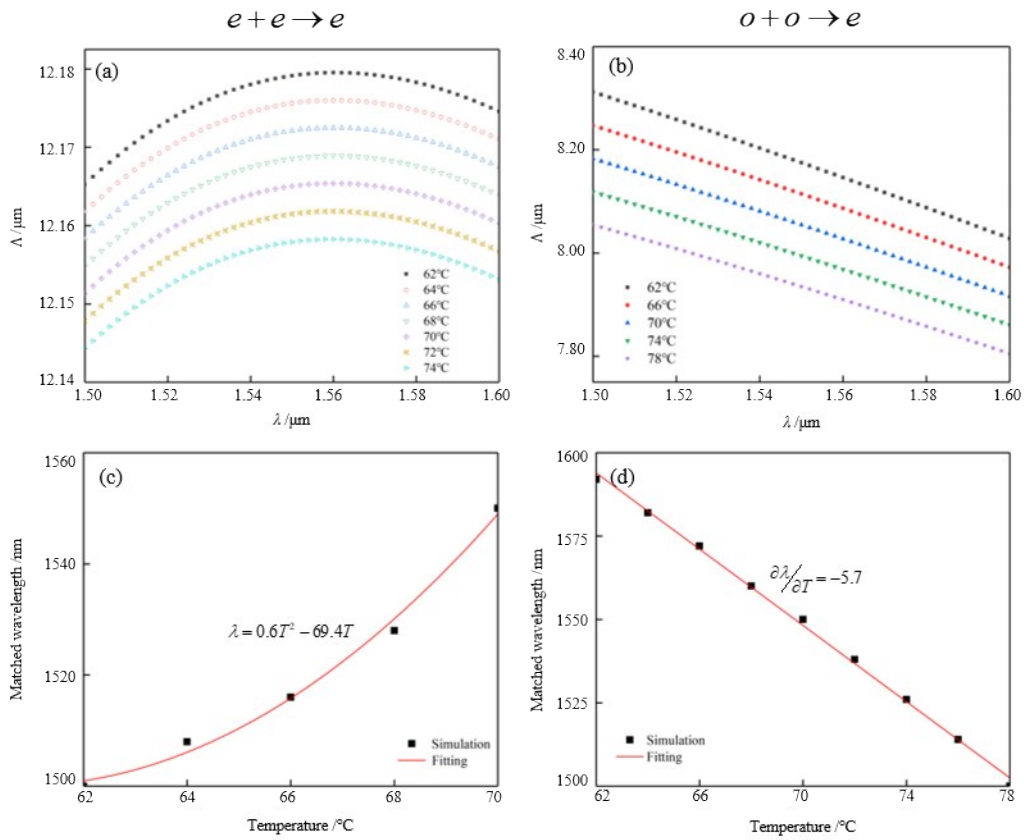 e + e → e
o + o → e
(a)
12.18
12.17
12.16
12.15
12.14
Λ /μm
62℃
64℃
66℃
68℃
70℃
72℃
74℃
1.50 1.52 1.54 1.56 1.58 1.60
λ /μm
(b)
8.40
8.20
8.00
7.80
Λ /μm
62℃
66℃
70℃
74℃
78℃
1.50 1.52 1.54 1.56 1.58 1.60
λ /μm
(c)
1560
1540
1520
1500
Matched wavelength /nm
λ = 0.6T² − 69.4T
Simulation
Fitting
62 64 66 68 70
Temperature /°C
(d)
1600
1575
1550
1525
1500
Matched wavelength /nm
∂λ/∂T = −5.7
Simulation
Fitting
62 66 70 74 78
Temperature /°C